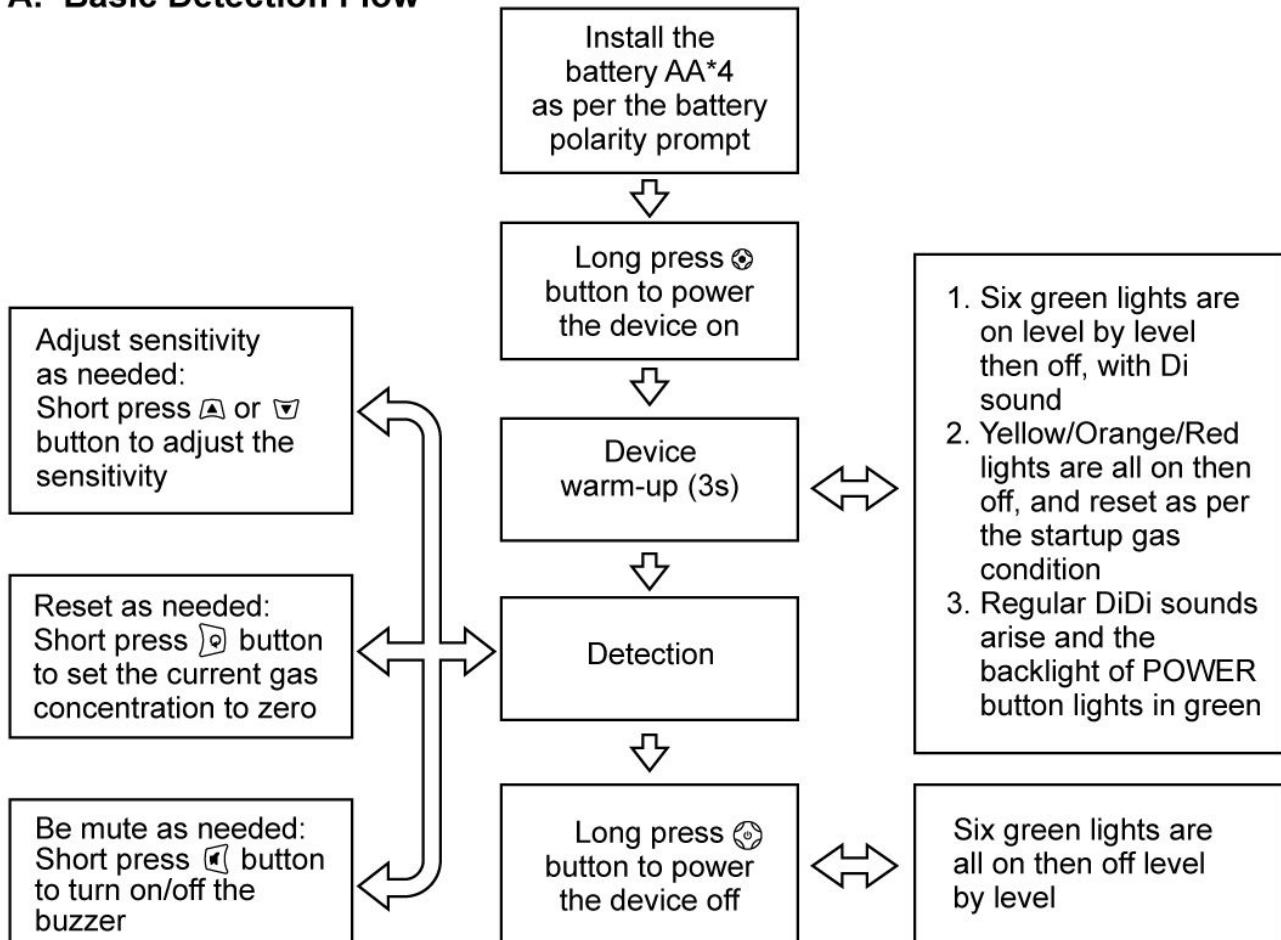 A. Basic Detection Flow
Install the
battery AA*4
as per the battery
polarity prompt
Long press
button to power
the device on
Device
warm-up (3s)
Detection
Long press
button to power
the device off
Adjust sensitivity
as needed:
Short press or
button to adjust the
sensitivity
Reset as needed:
Short press button
to set the current gas
concentration to zero
Be mute as needed:
Short press button
to turn on/off the
buzzer
1. Six green lights are
on level by level
then off, with Di
sound
2. Yellow/Orange/Red
lights are all on then
off, and reset as per
the startup gas
condition
3. Regular DiDi sounds
arise and the
backlight of POWER
button lights in green
Six green lights are
all on then off level
by level